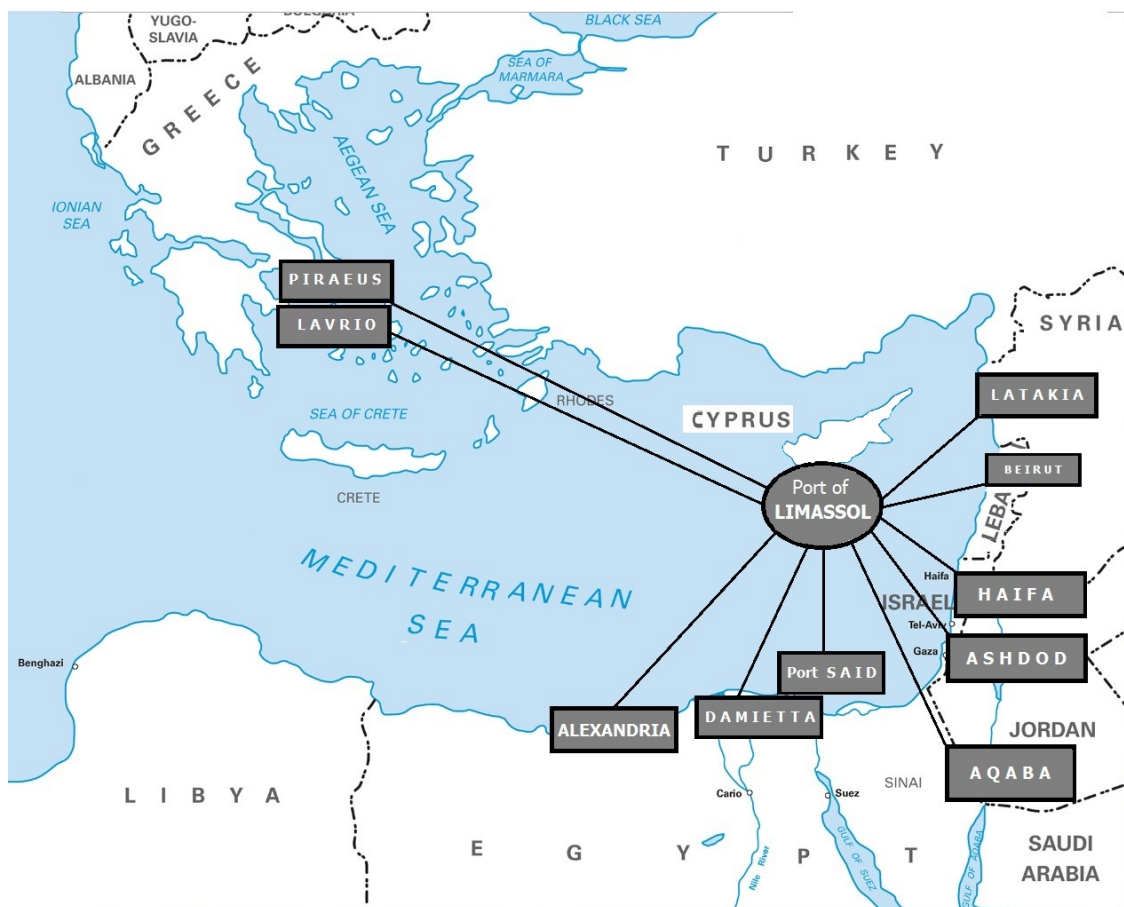 BLACK SEA
YUGO-
SLAVIA
BULGARIA
SEA OF
MARMARA
ALBANIA
GREECE
AEGEAN SEA
TURKEY
IONIAN
SEA
PIRAEUS
LAVRIO
SYRIA
RHODES
LATAKIA
SEA OF CRETE
CYPRUS
BEIRUT
Port of
LIMASSOL
CRETE
LEBA
MEDITERRANEAN
SEA
Haifa
HAIFA
ISRAEL
Tel-Aviv
Gaza
ASHDOD
Benghazi
Port SAID
DAMIETTA
ALEXANDRIA
JORDAN
AQABA
SINAI
LIBYA
Cario
Suez
EGYPT
Nile River
GULF OF SUEZ
GULF OF AQABA
SAUDI
ARABIA